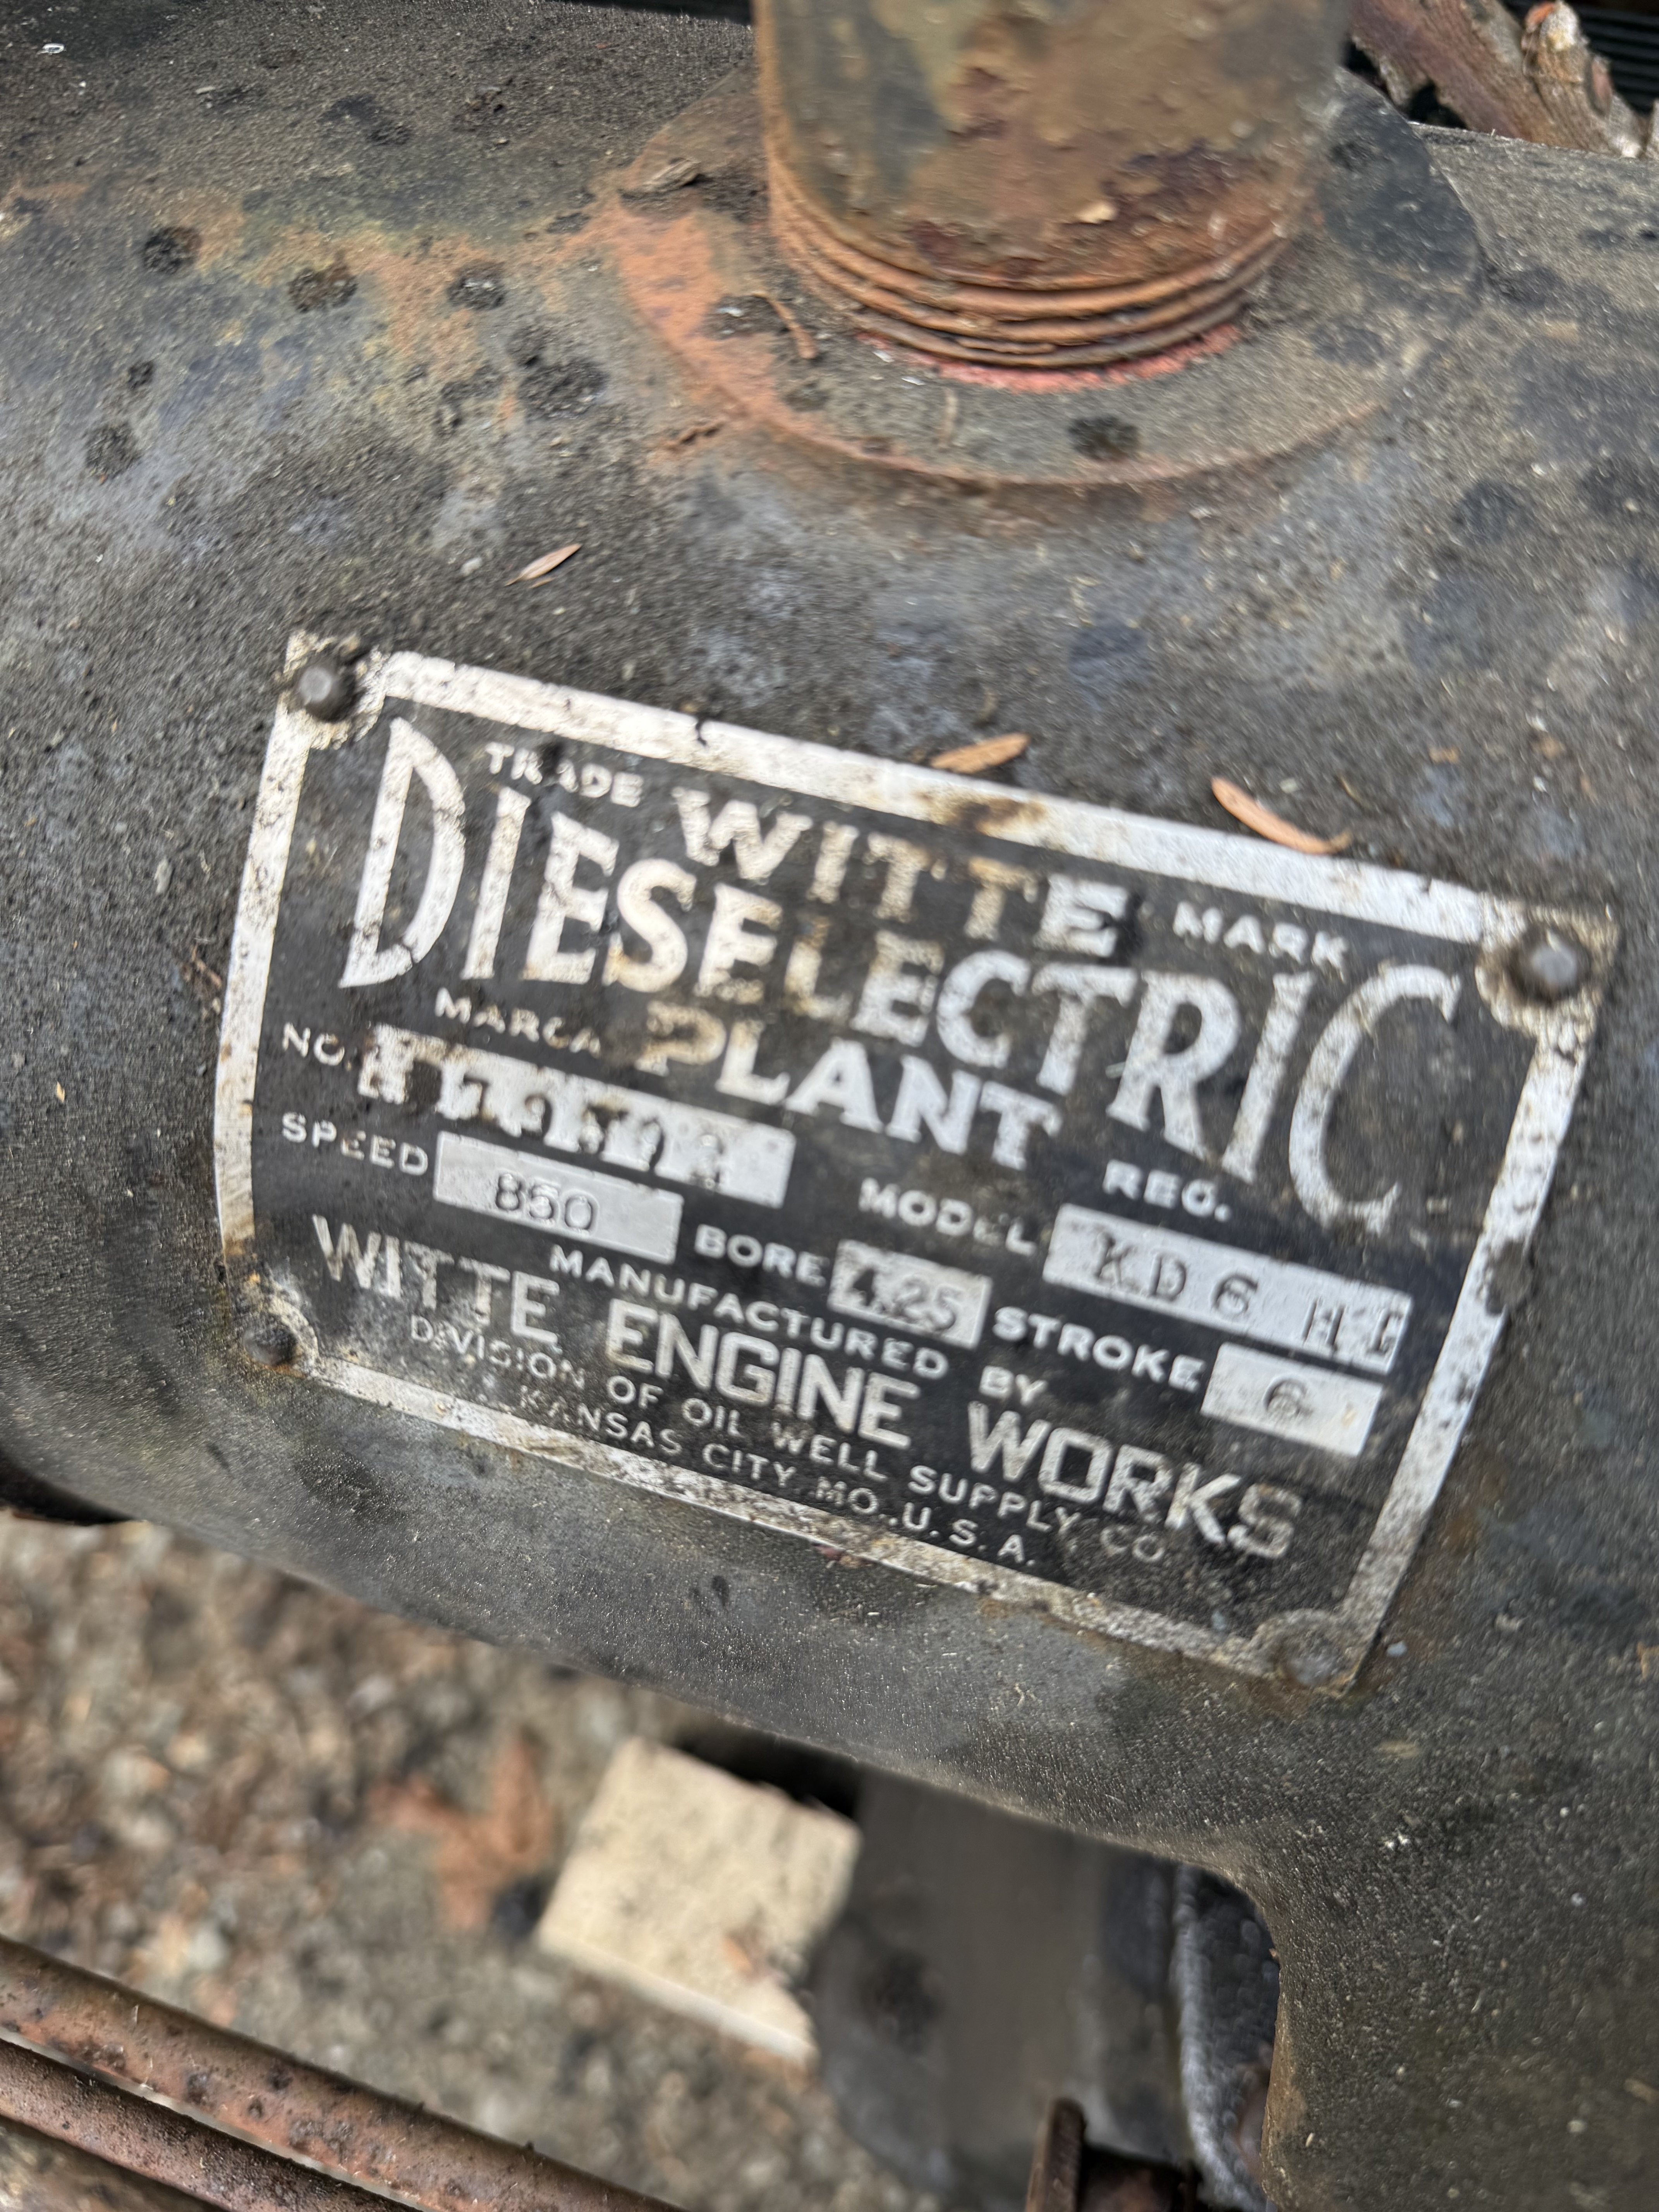 TRADE WITTE MARK
DIESELECTRIC
MARCA PLANT REG.
NO. MODEL KD6
SPEED 850 BORE 4.25 STROKE 6
MANUFACTURED BY
WITTE ENGINE WORKS
DIVISION OF OIL WELL SUPPLY CO
KANSAS CITY, MO., U.S.A.